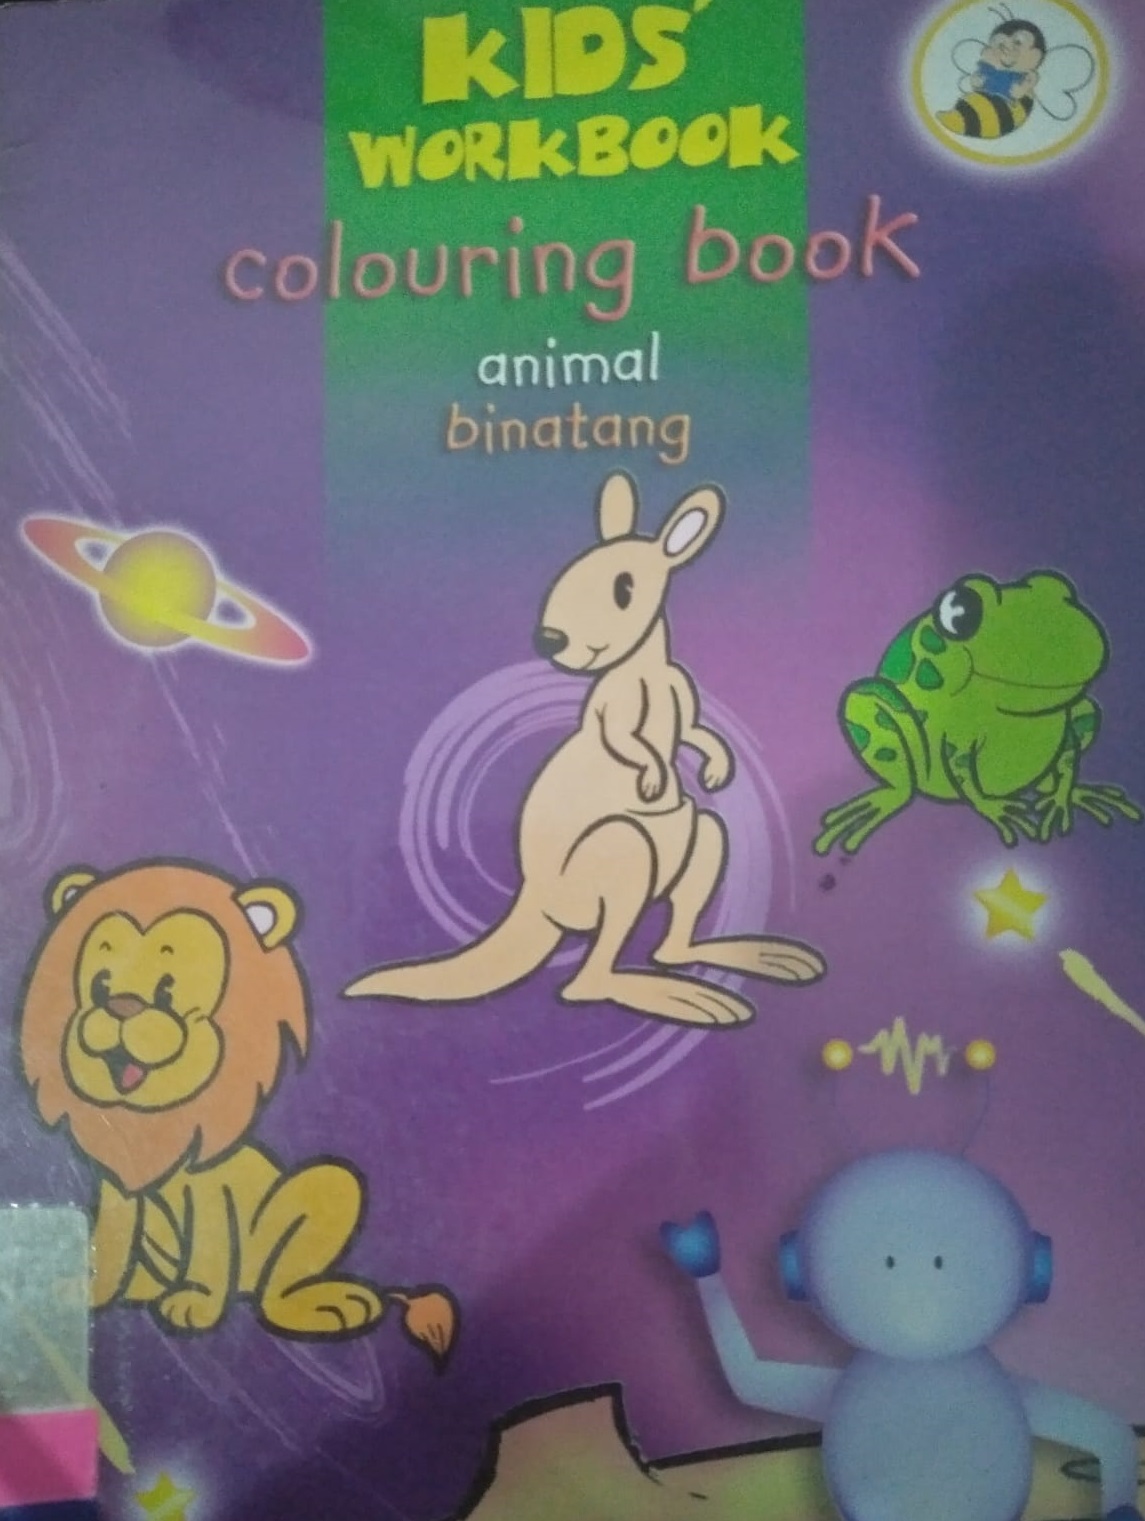 KIDS'
WORKBOOK
colouring book
animal
binatang